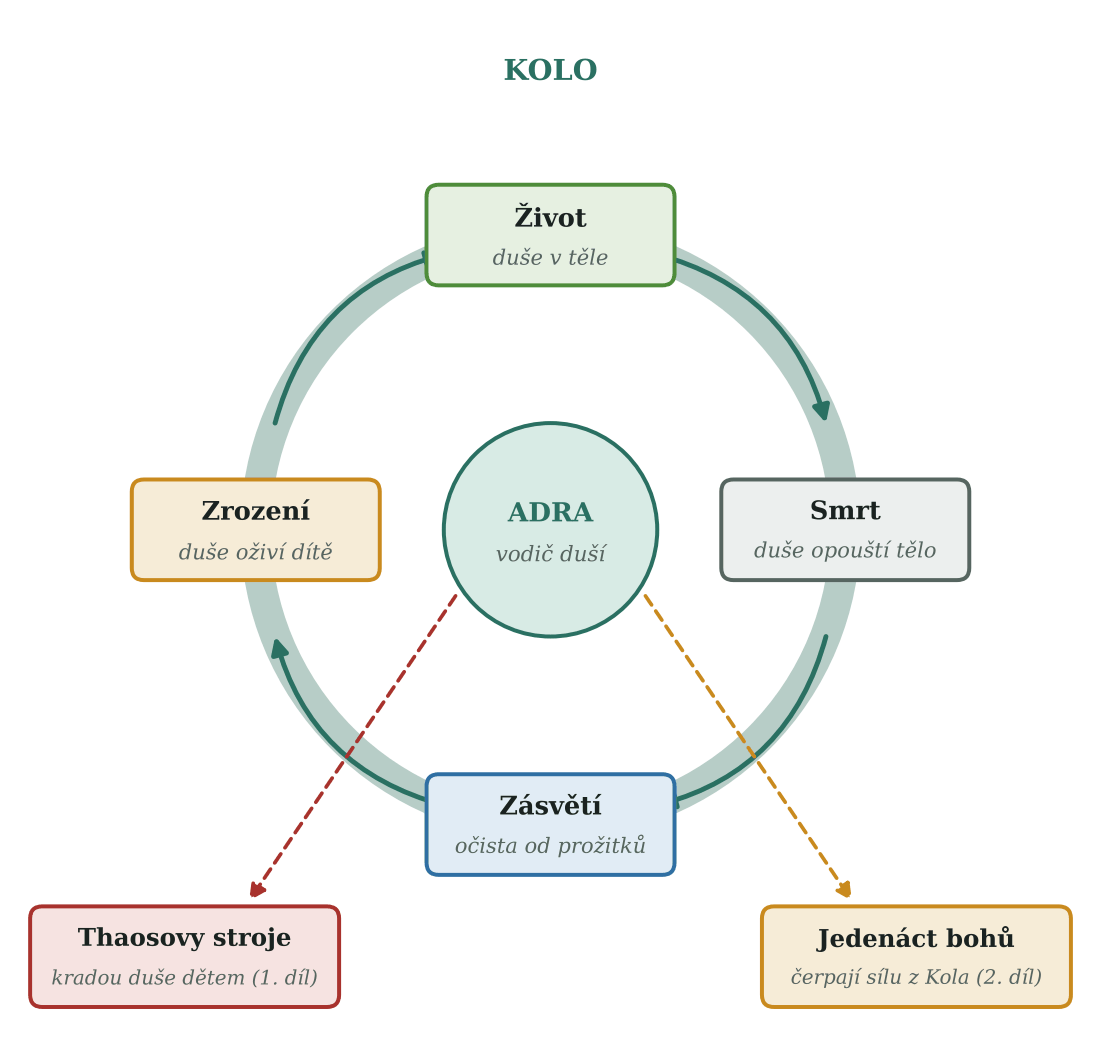 KOLO
Život
duše v těle
Zrození
duše oživí dítě
ADRA
vodič duší
Smrt
duše opouští tělo
Zásvětí
očista od prožitků
Thaosovy stroje
kradou duše dětem (1. díl)
Jedenáct bohů
čerpají sílu z Kola (2. díl)